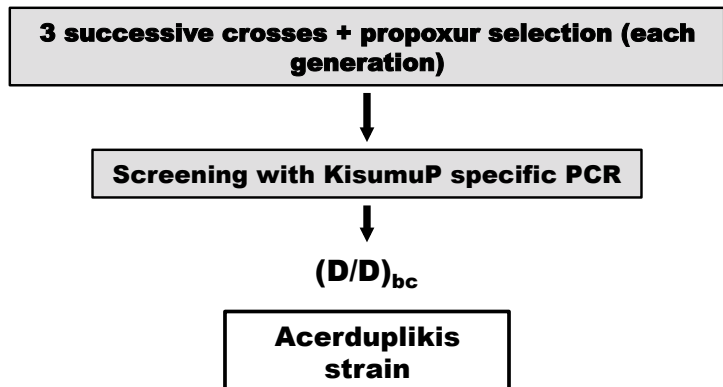 3 successive crosses + propoxur selection (each
generation)
Screening with KisumuP specific PCR
(D/D)bc
Acerduplikis
strain